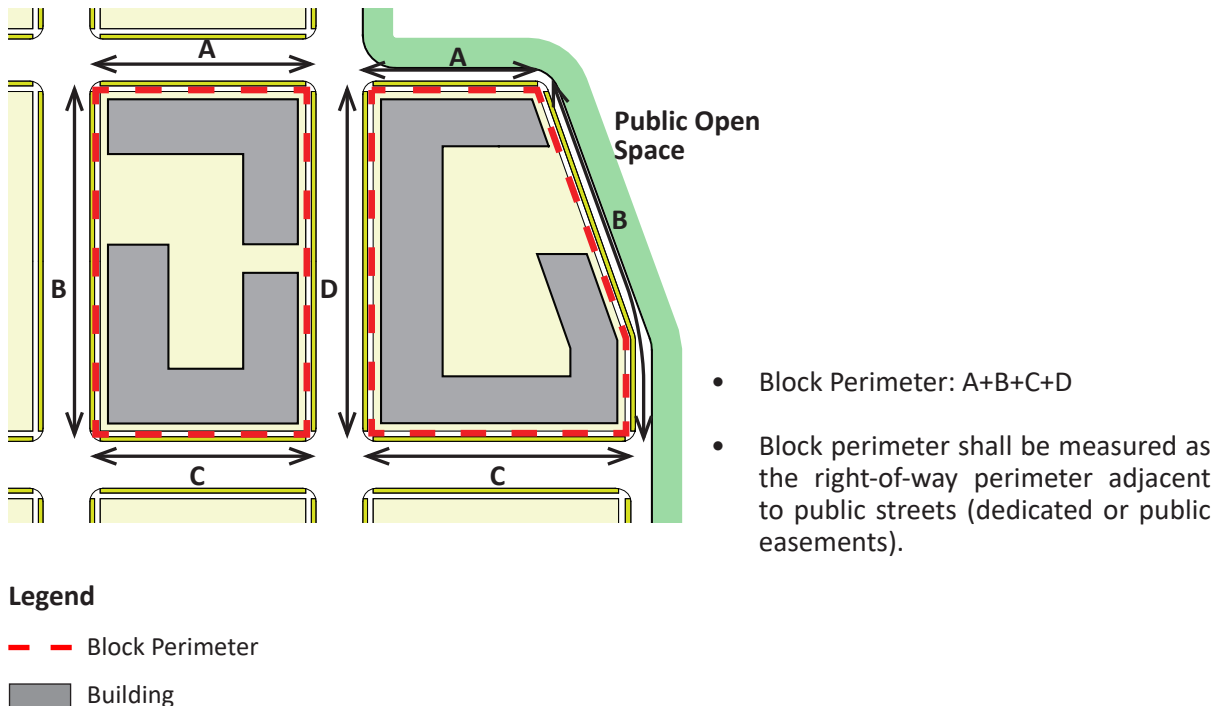 A
A
Public Open
Space
B
B
D
C
C
• Block Perimeter: A+B+C+D
• Block perimeter shall be measured as
the right-of-way perimeter adjacent
to public streets (dedicated or public
easements).
Legend
Block Perimeter
Building